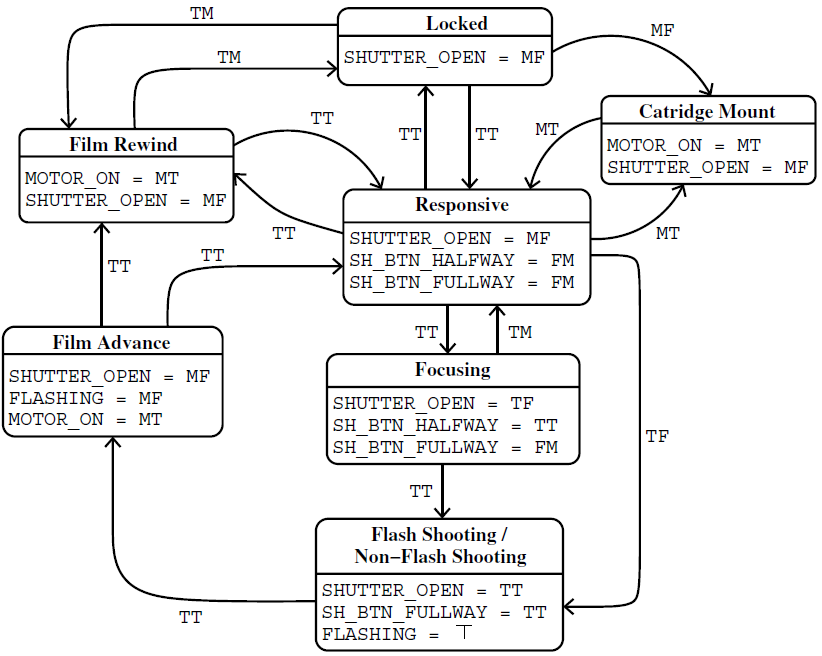 TM
Locked
SHUTTER_OPEN = MF
MF
TM
Catridge Mount
MOTOR_ON = MT
SHUTTER_OPEN = MF
Film Rewind
MOTOR_ON = MT
SHUTTER_OPEN = MF
TT
TT
TT
MT
Responsive
SHUTTER_OPEN = MF
SH_BTN_HALFWAY = FM
SH_BTN_FULLWAY = FM
TT
MT
TT
TT
Film Advance
SHUTTER_OPEN = MF
FLASHING = MF
MOTOR_ON = MT
TT
TM
Focusing
SHUTTER_OPEN = TF
SH_BTN_HALFWAY = TT
SH_BTN_FULLWAY = FM
TF
TT
Flash Shooting /
Non–Flash Shooting
SHUTTER_OPEN = TT
SH_BTN_FULLWAY = TT
FLASHING = ⊤
TT